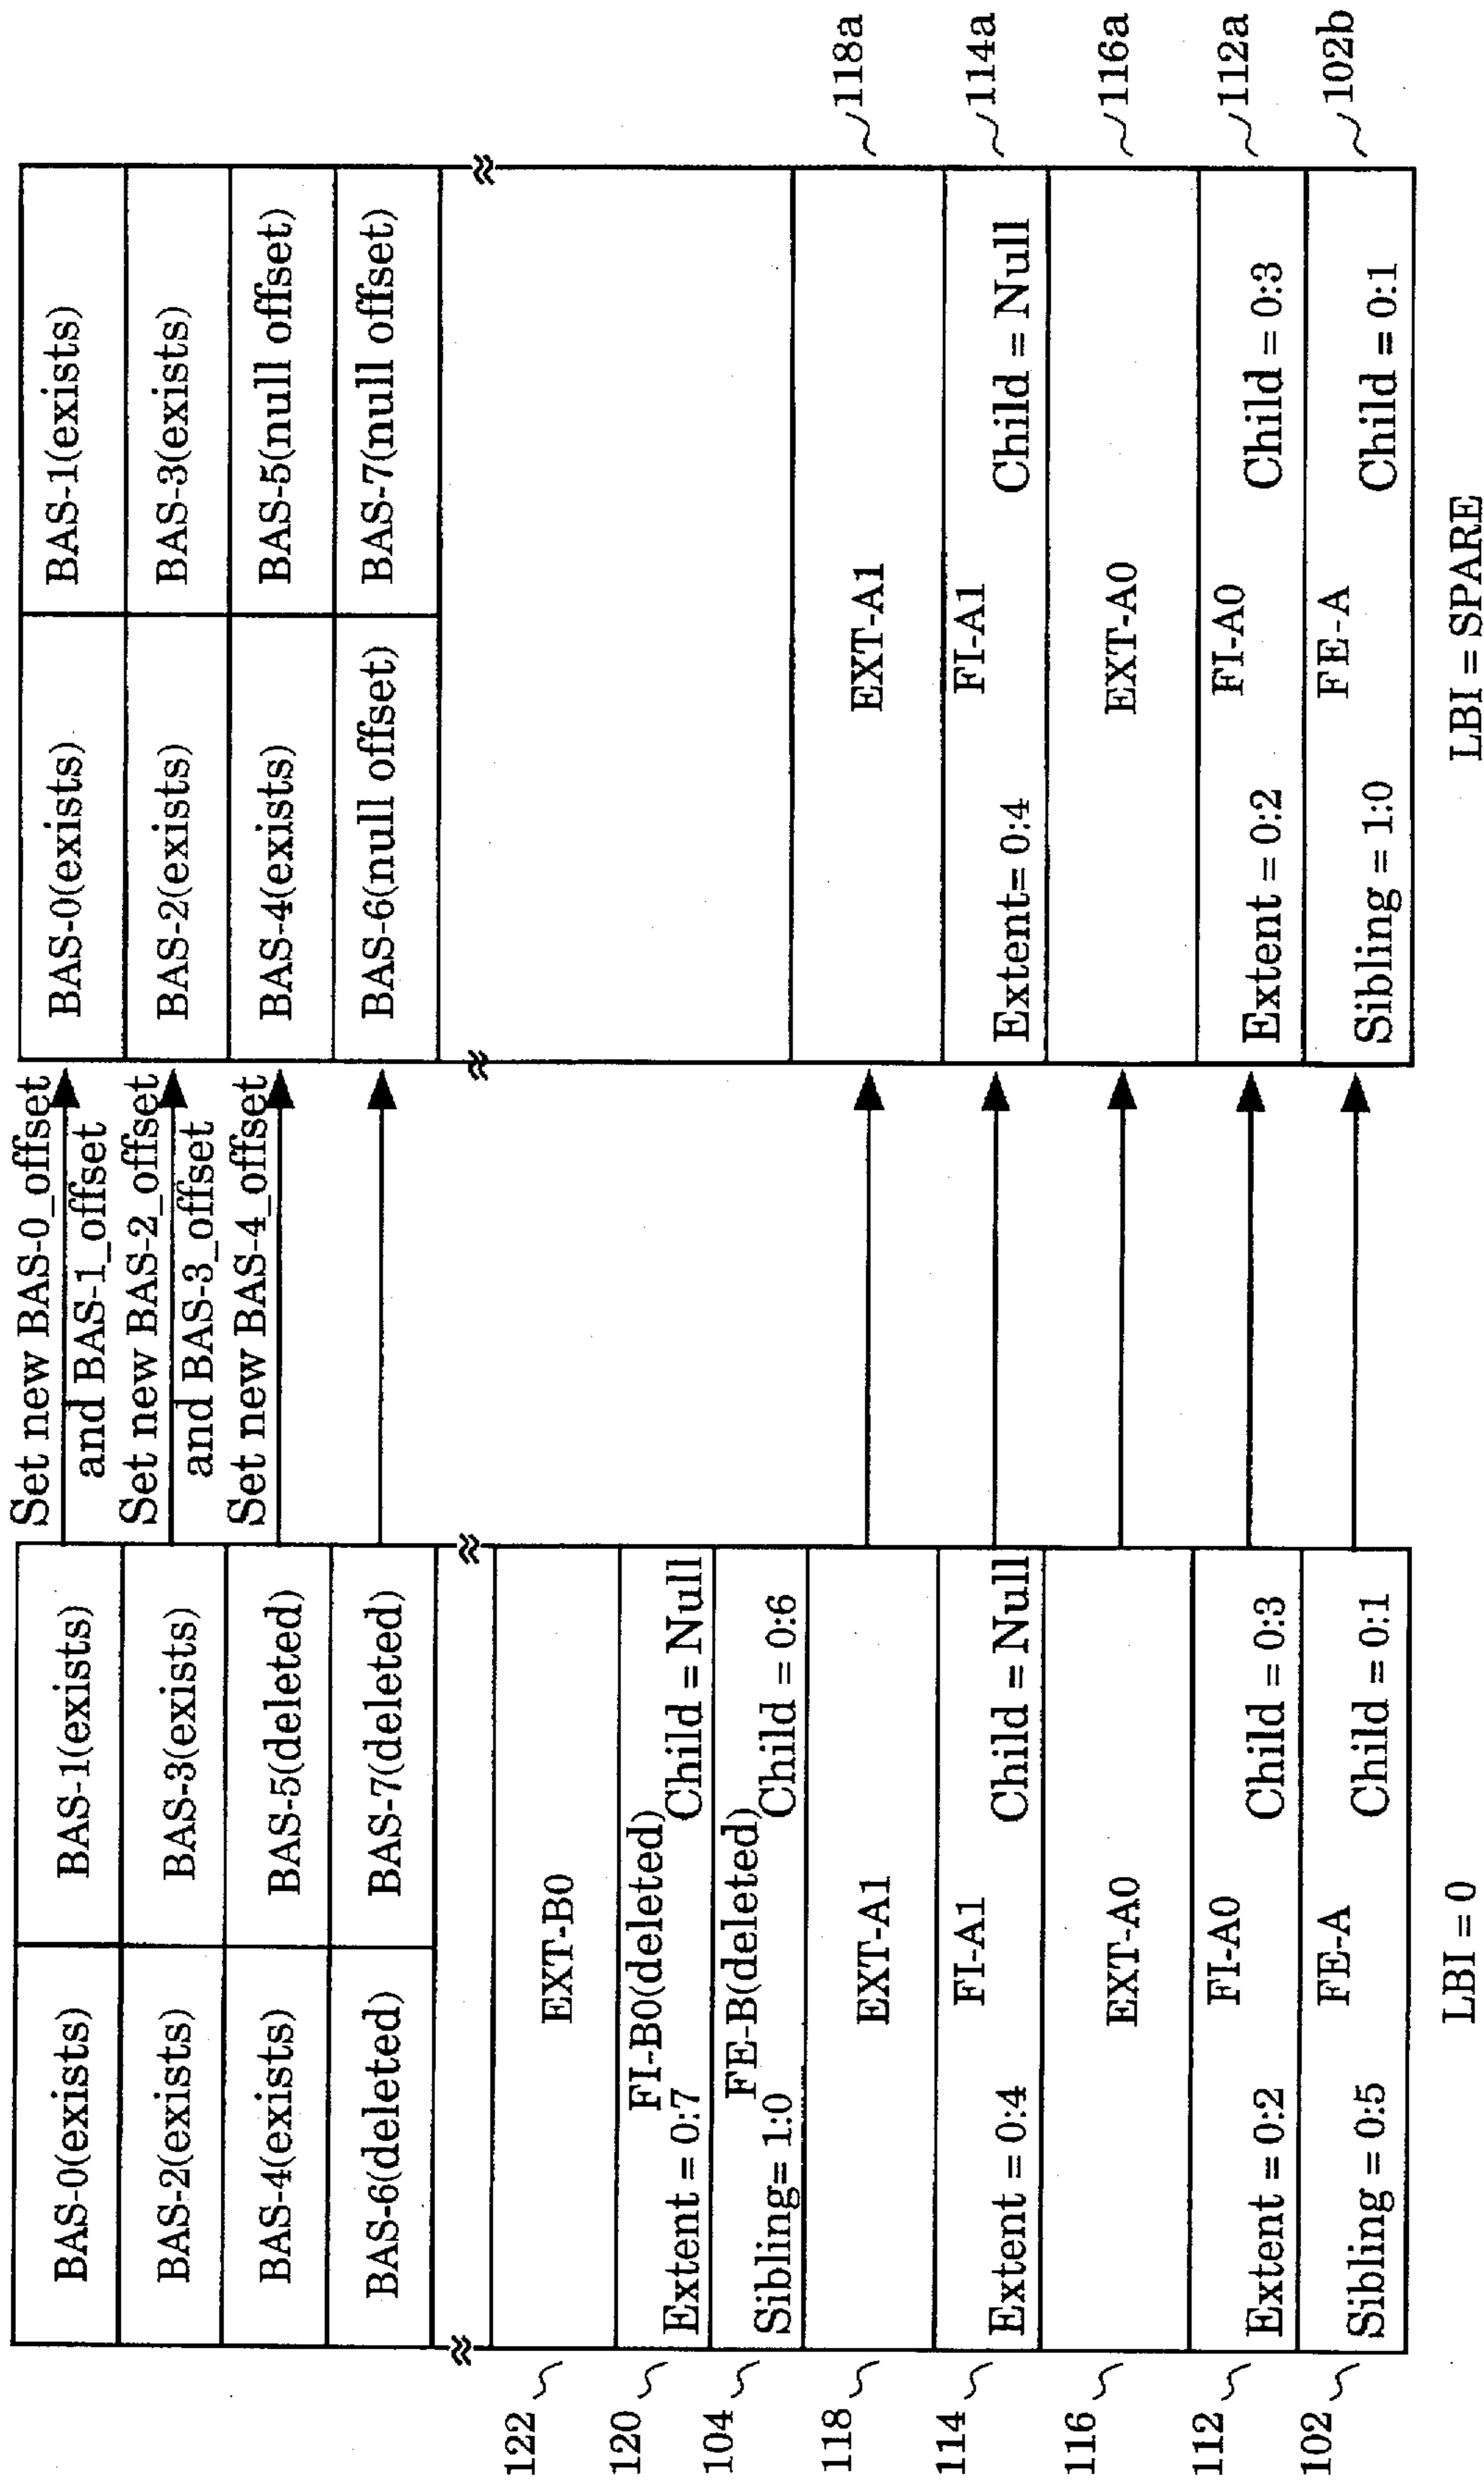 BAS-0(exists)
BAS-1(exists)
BAS-2(exists)
BAS-3(exists)
BAS-4(exists)
BAS-5(deleted)
BAS-6(deleted)
BAS-7(deleted)
122
EXT-B0
120
FI-B0(deleted)
Extent = 0:7
Child = Null
104
FE-B(deleted)
Sibling= 1:0
Child = 0:6
118
EXT-A1
114
FI-A1
Extent = 0:4
Child = Null
116
EXT-A0
112
FI-A0
Extent = 0:2
Child = 0:3
102
FE-A
Sibling = 0:5
Child = 0:1
LBI = 0
Set new BAS-0_offset
and BAS-1_offset
Set new BAS-2_offset
and BAS-3_offset
Set new BAS-4_offset
BAS-0(exists)
BAS-1(exists)
BAS-2(exists)
BAS-3(exists)
BAS-4(exists)
BAS-5(null offset)
BAS-6(null offset)
BAS-7(null offset)
EXT-A1
118a
FI-A1
Extent= 0:4
Child = Null
114a
EXT-A0
116a
FI-A0
Extent = 0:2
Child = 0:3
112a
FE-A
Sibling = 1:0
Child = 0:1
102b
LBI = SPARE